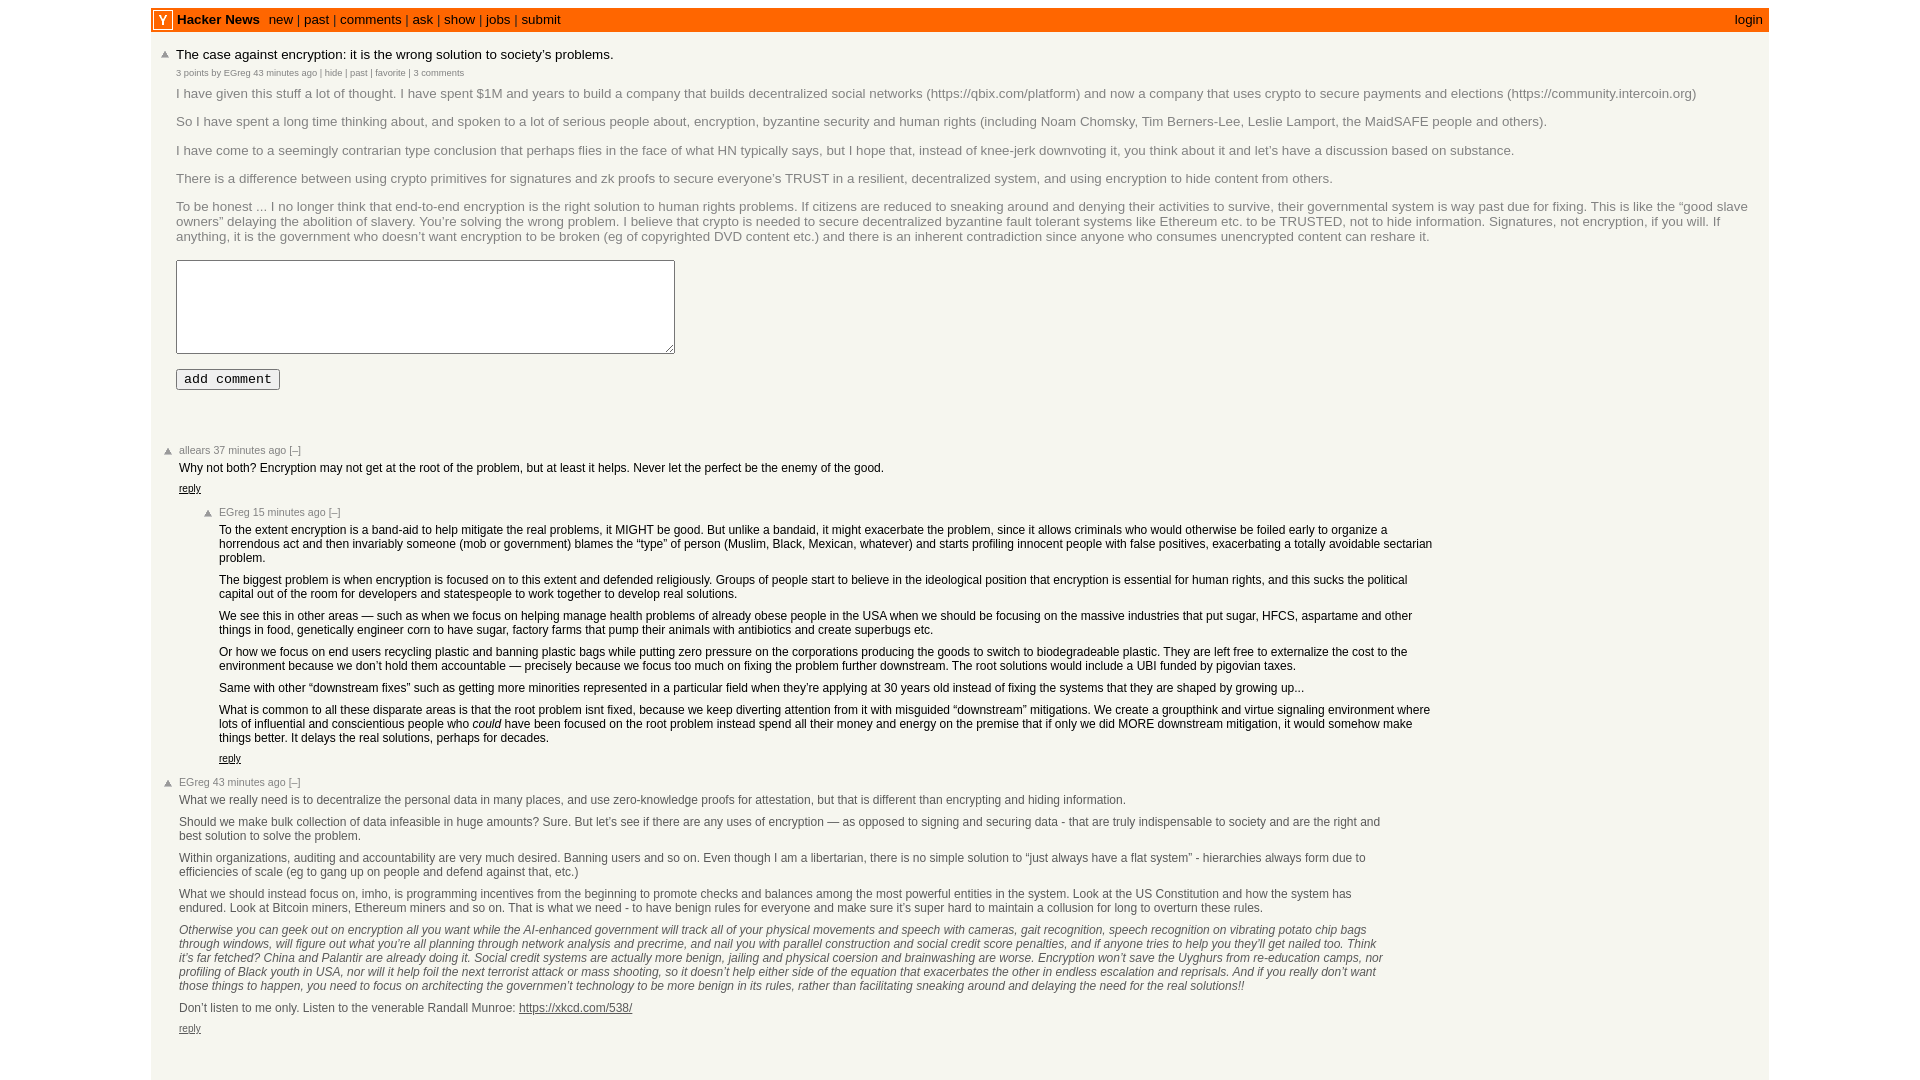 Y Hacker News new | past | comments | ask | show | jobs | submit login
The case against encryption: it is the wrong solution to society’s problems.
3 points by EGreg 43 minutes ago | hide | past | favorite | 3 comments
I have given this stuff a lot of thought. I have spent $1M and years to build a company that builds decentralized social networks (https://qbix.com/platform) and now a company that uses crypto to secure payments and elections (https://community.intercoin.org)
So I have spent a long time thinking about, and spoken to a lot of serious people about, encryption, byzantine security and human rights (including Noam Chomsky, Tim Berners-Lee, Leslie Lamport, the MaidSAFE people and others).
I have come to a seemingly contrarian type conclusion that perhaps flies in the face of what HN typically says, but I hope that, instead of knee-jerk downvoting it, you think about it and let’s have a discussion based on substance.
There is a difference between using crypto primitives for signatures and zk proofs to secure everyone’s TRUST in a resilient, decentralized system, and using encryption to hide content from others.
To be honest ... I no longer think that end-to-end encryption is the right solution to human rights problems. If citizens are reduced to sneaking around and denying their activities to survive, their governmental system is way past due for fixing. This is like the “good slave
owners” delaying the abolition of slavery. You’re solving the wrong problem. I believe that crypto is needed to secure decentralized byzantine fault tolerant systems like Ethereum etc. to be TRUSTED, not to hide information. Signatures, not encryption, if you will. If
anything, it is the government who doesn’t want encryption to be broken (eg of copyrighted DVD content etc.) and there is an inherent contradiction since anyone who consumes unencrypted content can reshare it.
add comment
allears 37 minutes ago [–]
Why not both? Encryption may not get at the root of the problem, but at least it helps. Never let the perfect be the enemy of the good.
reply
EGreg 15 minutes ago [–]
To the extent encryption is a band-aid to help mitigate the real problems, it MIGHT be good. But unlike a bandaid, it might exacerbate the problem, since it allows criminals who would otherwise be foiled early to organize a
horrendous act and then invariably someone (mob or government) blames the “type” of person (Muslim, Black, Mexican, whatever) and starts profiling innocent people with false positives, exacerbating a totally avoidable sectarian
problem.
The biggest problem is when encryption is focused on to this extent and defended religiously. Groups of people start to believe in the ideological position that encryption is essential for human rights, and this sucks the political
capital out of the room for developers and statespeople to work together to develop real solutions.
We see this in other areas — such as when we focus on helping manage health problems of already obese people in the USA when we should be focusing on the massive industries that put sugar, HFCS, aspartame and other
things in food, genetically engineer corn to have sugar, factory farms that pump their animals with antibiotics and create superbugs etc.
Or how we focus on end users recycling plastic and banning plastic bags while putting zero pressure on the corporations producing the goods to switch to biodegradeable plastic. They are left free to externalize the cost to the
environment because we don’t hold them accountable — precisely because we focus too much on fixing the problem further downstream. The root solutions would include a UBI funded by pigovian taxes.
Same with other “downstream fixes” such as getting more minorities represented in a particular field when they’re applying at 30 years old instead of fixing the systems that they are shaped by growing up...
What is common to all these disparate areas is that the root problem isnt fixed, because we keep diverting attention from it with misguided “downstream” mitigations. We create a groupthink and virtue signaling environment where
lots of influential and conscientious people who could have been focused on the root problem instead spend all their money and energy on the premise that if only we did MORE downstream mitigation, it would somehow make
things better. It delays the real solutions, perhaps for decades.
reply
EGreg 43 minutes ago [–]
What we really need is to decentralize the personal data in many places, and use zero-knowledge proofs for attestation, but that is different than encrypting and hiding information.
Should we make bulk collection of data infeasible in huge amounts? Sure. But let’s see if there are any uses of encryption — as opposed to signing and securing data - that are truly indispensable to society and are the right and
best solution to solve the problem.
Within organizations, auditing and accountability are very much desired. Banning users and so on. Even though I am a libertarian, there is no simple solution to “just always have a flat system” - hierarchies always form due to
efficiencies of scale (eg to gang up on people and defend against that, etc.)
What we should instead focus on, imho, is programming incentives from the beginning to promote checks and balances among the most powerful entities in the system. Look at the US Constitution and how the system has
endured. Look at Bitcoin miners, Ethereum miners and so on. That is what we need - to have benign rules for everyone and make sure it’s super hard to maintain a collusion for long to overturn these rules.
Otherwise you can geek out on encryption all you want while the AI-enhanced government will track all of your physical movements and speech with cameras, gait recognition, speech recognition on vibrating potato chip bags
through windows, will figure out what you’re all planning through network analysis and precrime, and nail you with parallel construction and social credit score penalties, and if anyone tries to help you they’ll get nailed too. Think
it’s far fetched? China and Palantir are already doing it. Social credit systems are actually more benign, jailing and physical coersion and brainwashing are worse. Encryption won’t save the Uyghurs from re-education camps, nor
profiling of Black youth in USA, nor will it help foil the next terrorist attack or mass shooting, so it doesn’t help either side of the equation that exacerbates the other in endless escalation and reprisals. And if you really don’t want
those things to happen, you need to focus on architecting the governmen’t technology to be more benign in its rules, rather than facilitating sneaking around and delaying the need for the real solutions!!
Don’t listen to me only. Listen to the venerable Randall Munroe: https://xkcd.com/538/
reply